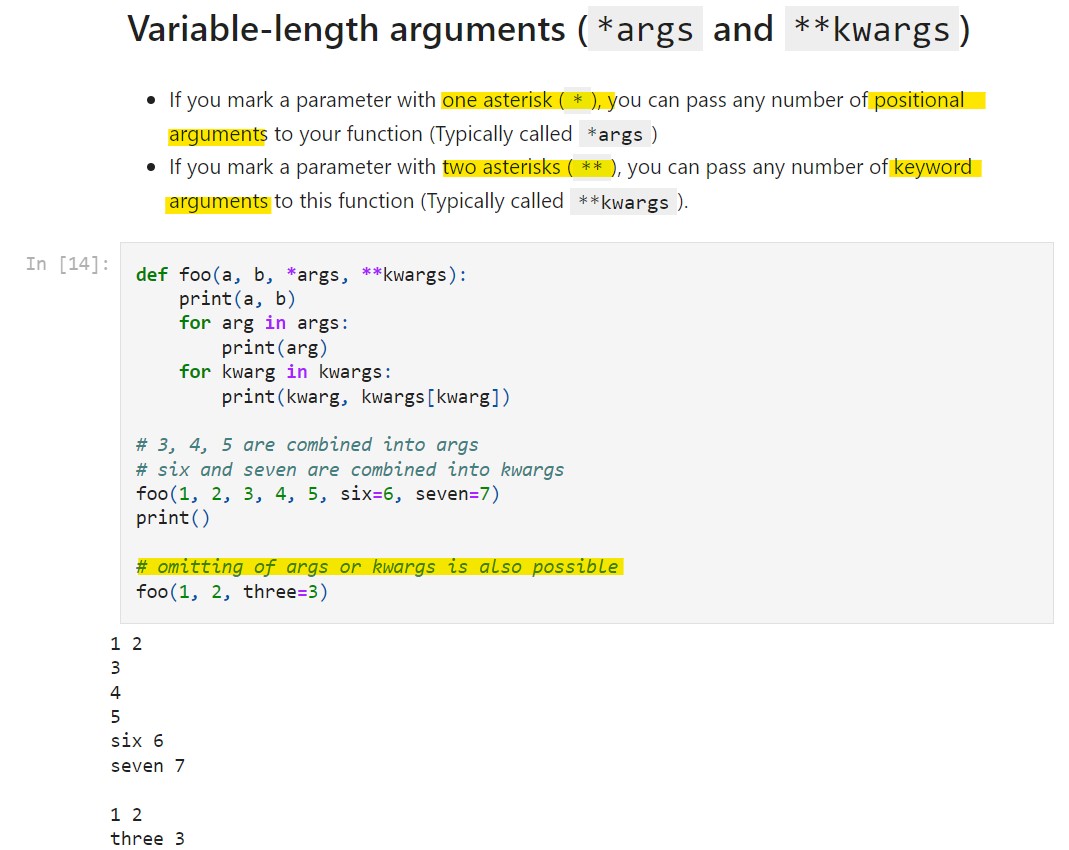 Variable-length arguments (*args and **kwargs)
If you mark a parameter with one asterisk ( * ), you can pass any number of positional
arguments to your function (Typically called *args )
If you mark a parameter with two asterisks ( ** ), you can pass any number of keyword
arguments to this function (Typically called **kwargs ).
In [14]:
def foo(a, b, *args, **kwargs):
    print(a, b)
    for arg in args:
        print(arg)
    for kwarg in kwargs:
        print(kwarg, kwargs[kwarg])
# 3, 4, 5 are combined into args
# six and seven are combined into kwargs
foo(1, 2, 3, 4, 5, six=6, seven=7)
print()
# omitting of args or kwargs is also possible
foo(1, 2, three=3)
1 2
3
4
5
six 6
seven 7
1 2
three 3